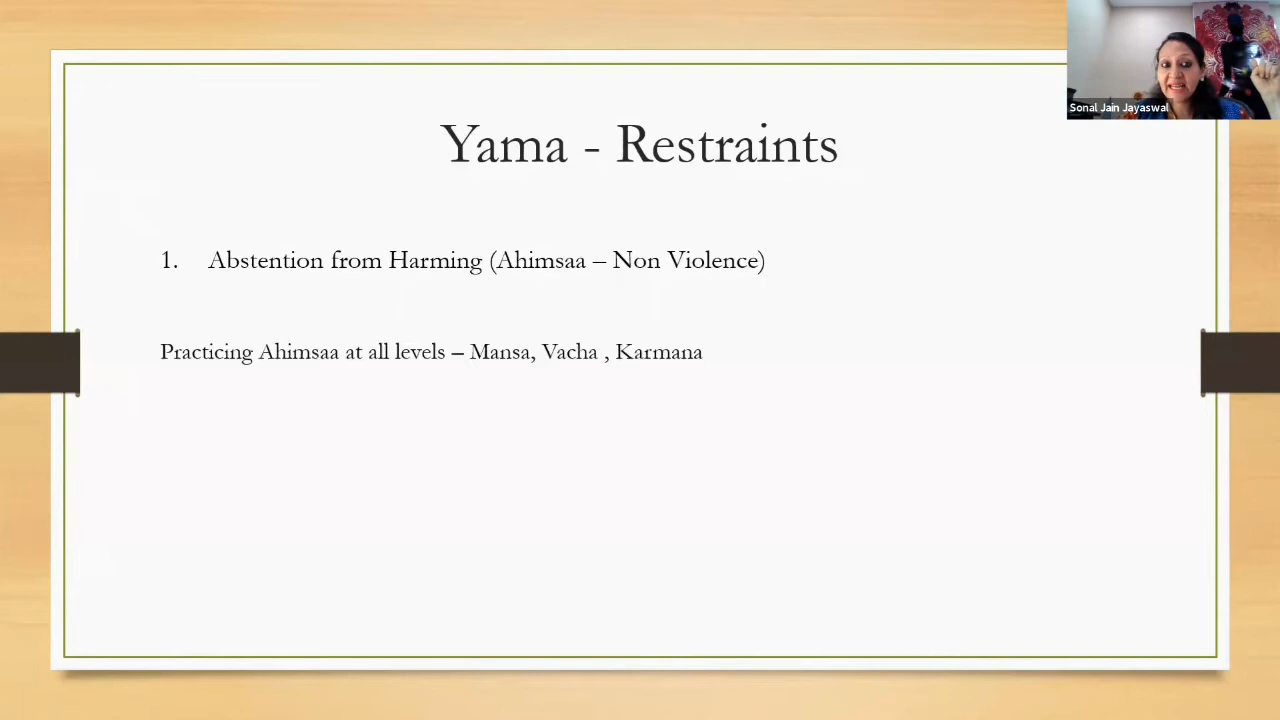 Sonal Jain Jayaswal
Yama - Restraints
1. Abstention from Harming (Ahimsaa – Non Violence)
Practicing Ahimsaa at all levels – Mansa, Vacha , Karmana